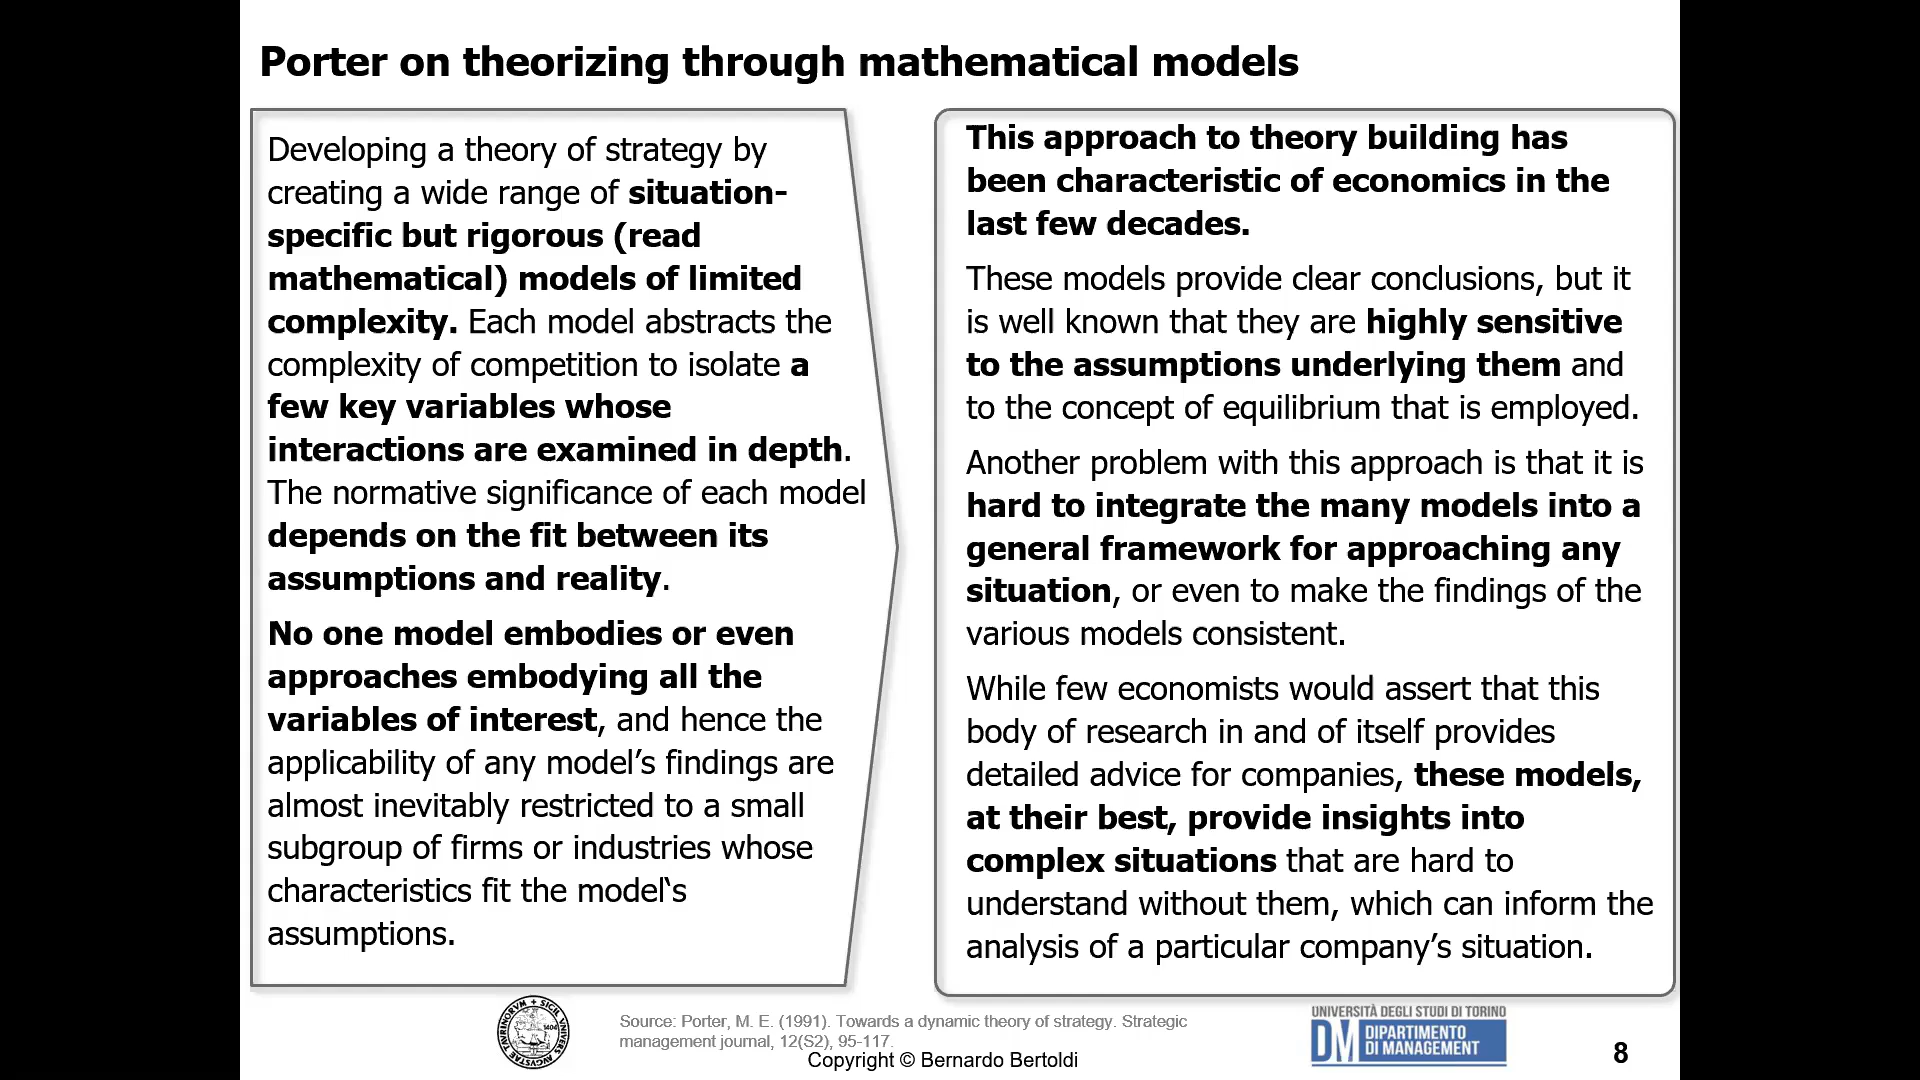 Porter on theorizing through mathematical models
Developing a theory of strategy by
creating a wide range of situation-
specific but rigorous (read
mathematical) models of limited
complexity. Each model abstracts the
complexity of competition to isolate a
few key variables whose
interactions are examined in depth.
The normative significance of each model
depends on the fit between its
assumptions and reality.
No one model embodies or even
approaches embodying all the
variables of interest, and hence the
applicability of any model’s findings are
almost inevitably restricted to a small
subgroup of firms or industries whose
characteristics fit the model‘s
assumptions.
This approach to theory building has
been characteristic of economics in the
last few decades.
These models provide clear conclusions, but it
is well known that they are highly sensitive
to the assumptions underlying them and
to the concept of equilibrium that is employed.
Another problem with this approach is that it is
hard to integrate the many models into a
general framework for approaching any
situation, or even to make the findings of the
various models consistent.
While few economists would assert that this
body of research in and of itself provides
detailed advice for companies, these models,
at their best, provide insights into
complex situations that are hard to
understand without them, which can inform the
analysis of a particular company’s situation.
Source: Porter, M. E. (1991). Towards a dynamic theory of strategy. Strategic
management journal, 12(S2), 95-117.
Copyright © Bernardo Bertoldi
UNIVERSITÀ DEGLI STUDI DI TORINO
DM DIPARTIMENTO
DI MANAGEMENT
8
1404